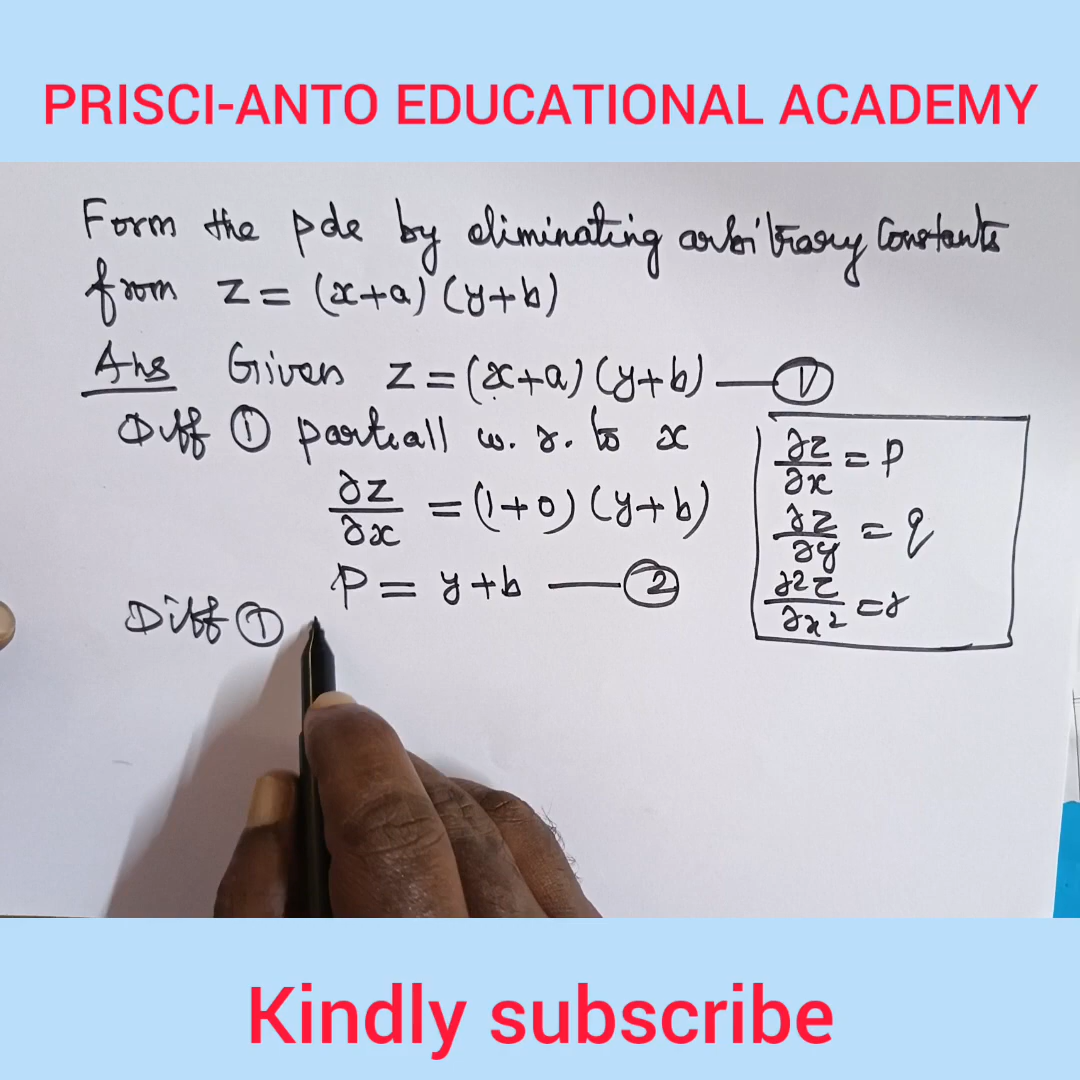 PRISCI-ANTO EDUCATIONAL ACADEMY
Form the pde by eliminating arbitrary Constants
from z = (x+a) (y+b)
Ans Given z = (x+a) (y+b) — ①
Diff ① partiall w. r. to x
∂z/∂x = (1+0) (y+b)
P = y+b — ②
Diff ①
∂z/∂x = P
∂z/∂y = q
∂²z/∂x² = r
Kindly subscribe